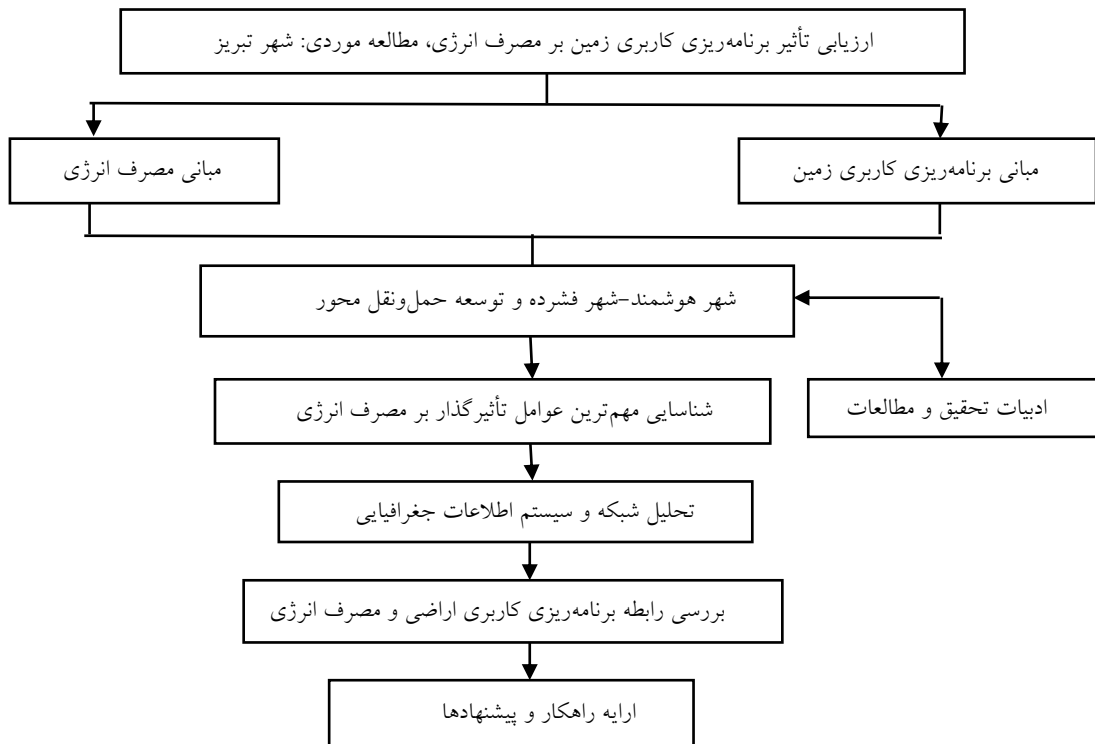 ارزیابی تأثیر برنامه‌ریزی کاربری زمین بر مصرف انرژی، مطالعه موردی: شهر تبریز
مبانی برنامه‌ریزی کاربری زمین
مبانی مصرف انرژی
شهر هوشمند-شهر فشرده و توسعه حمل‌ونقل محور
شناسایی مهم‌ترین عوامل تأثیرگذار بر مصرف انرژی
ادبیات تحقیق و مطالعات
تحلیل شبکه و سیستم اطلاعات جغرافیایی
بررسی رابطه برنامه‌ریزی کاربری اراضی و مصرف انرژی
ارایه راهکار و پیشنهادها